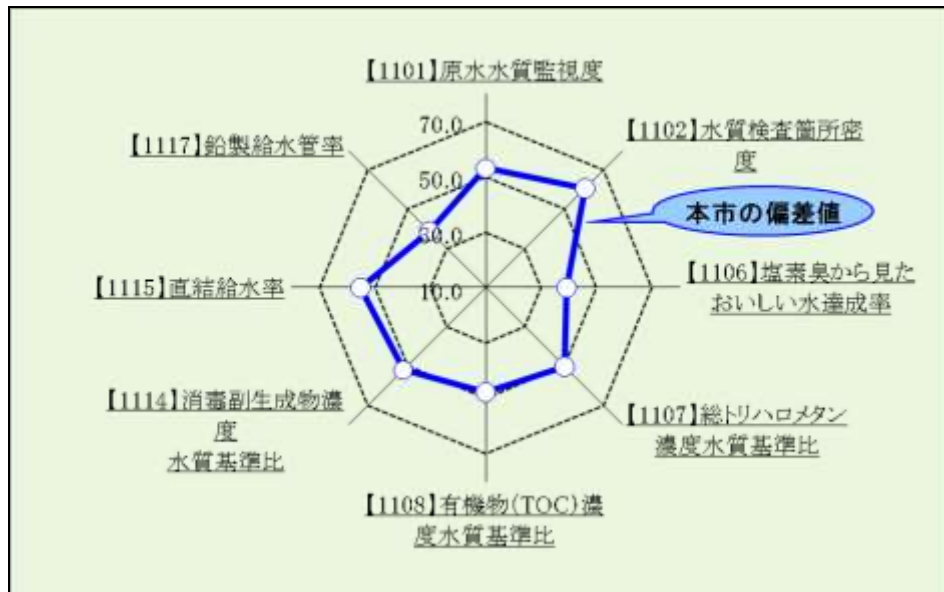 【1101】原水水質監視度
70.0
【1102】水質検査箇所密
度
【1117】鉛製給水管率
50.0
本市の偏差値
30.0
【1106】塩素臭から見た
おいしい水達成率
【1115】直結給水率
10.0
【1114】消毒副生成物濃
度
水質基準比
【1107】総トリハロメタン
濃度水質基準比
【1108】有機物(TOC)濃
度水質基準比